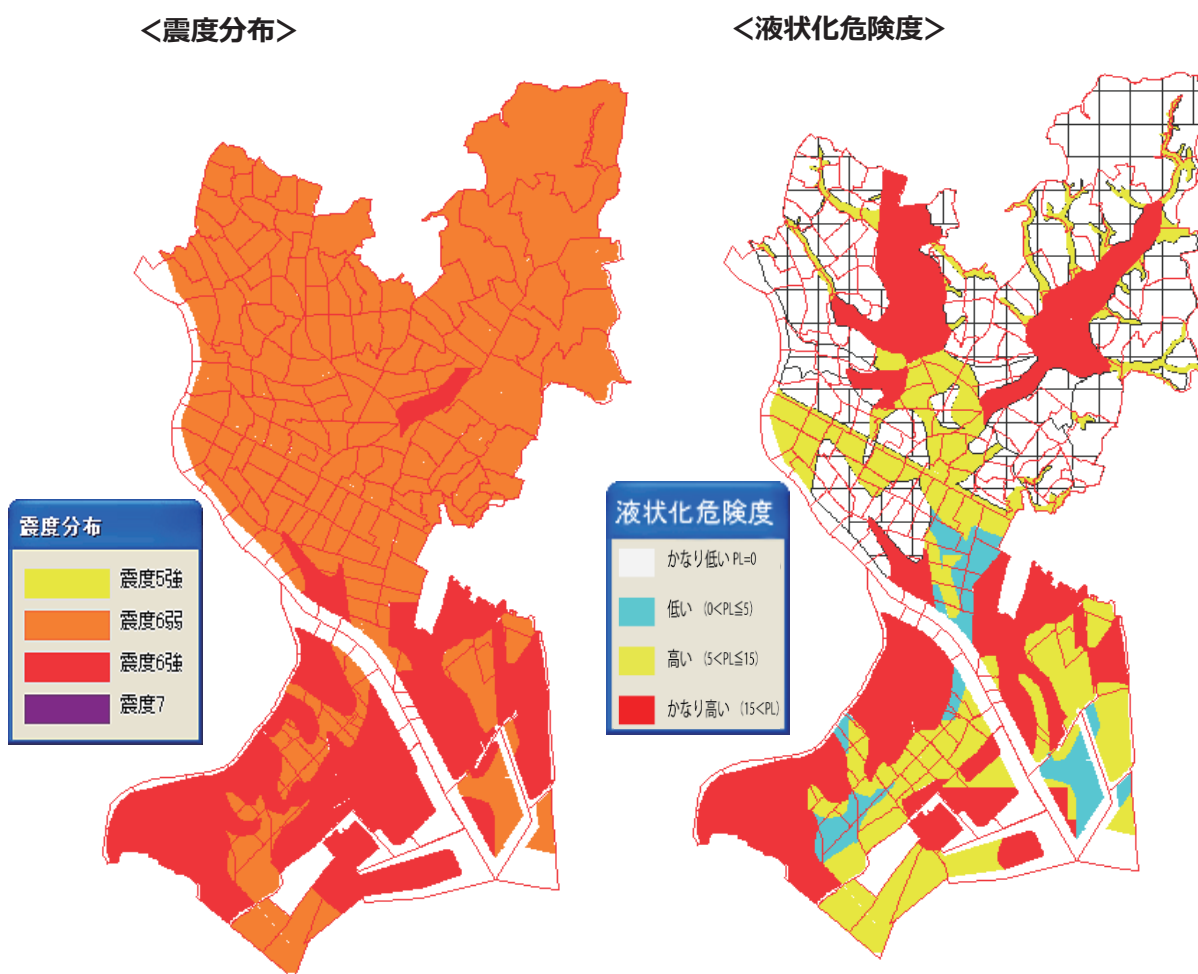 <震度分布>
<液状化危険度>
震度分布
震度5強
震度6弱
震度6強
震度7
液状化危険度
かなり低い PL=0
低い (0<PL≦5)
高い (5<PL≦15)
かなり高い (15<PL)